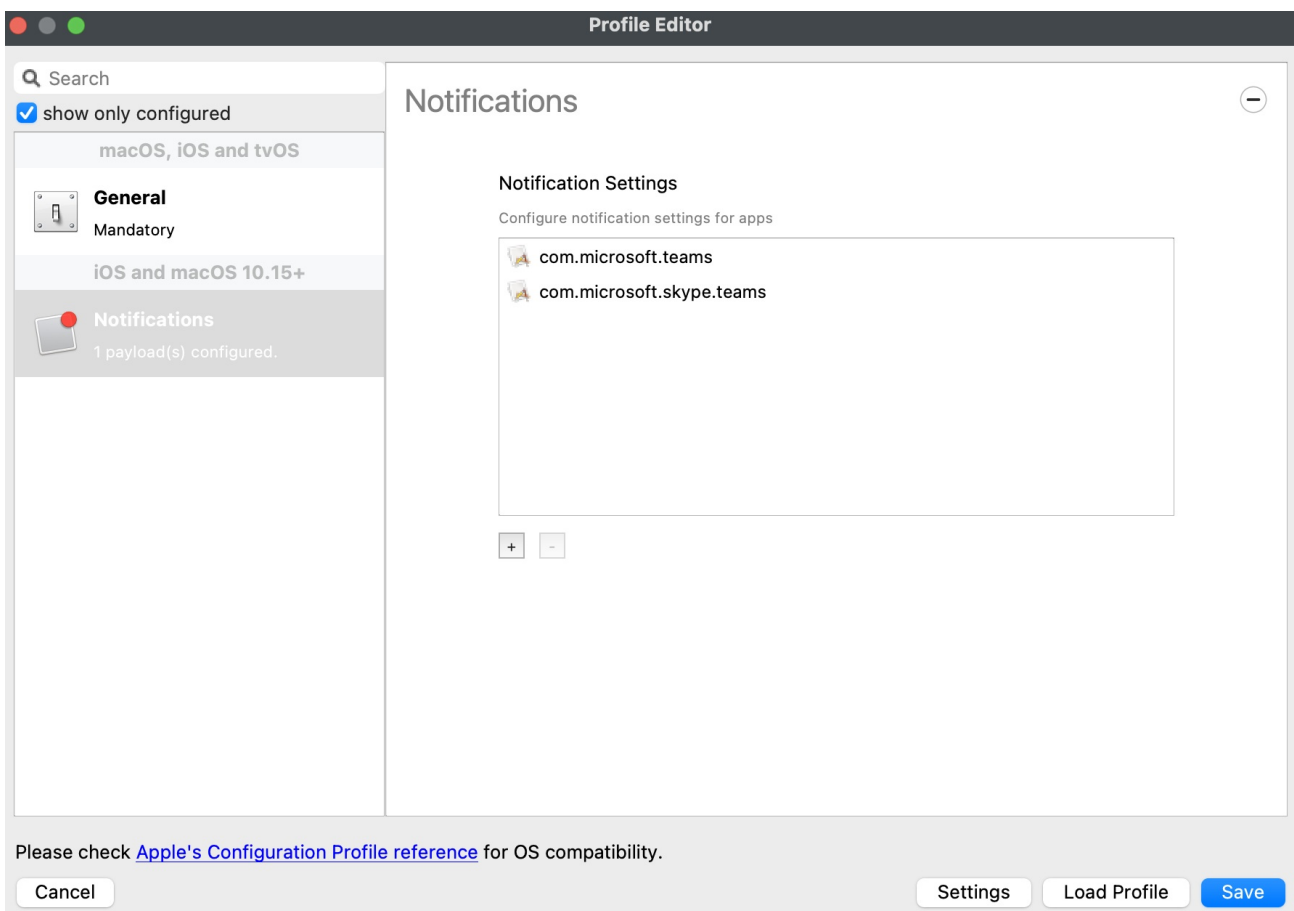 Profile Editor
Search
show only configured
macOS, iOS and tvOS
General
Mandatory
iOS and macOS 10.15+
Notifications
1 payload(s) configured.
Notifications
Notification Settings
Configure notification settings for apps
com.microsoft.teams
com.microsoft.skype.teams
+ -
Please check Apple's Configuration Profile reference for OS compatibility.
Cancel Settings Load Profile Save